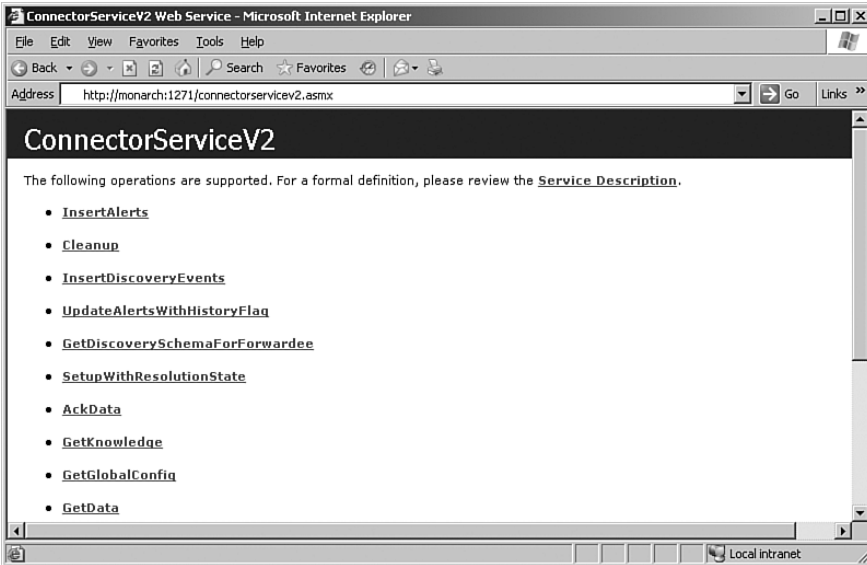 ConnectorServiceV2 Web Service - Microsoft Internet Explorer
File Edit View Favorites Tools Help
Back Search Favorites
Address http://monarch:1271/connectorservicev2.asmx Go Links »
ConnectorServiceV2
The following operations are supported. For a formal definition, please review the Service Description.
• InsertAlerts
• Cleanup
• InsertDiscoveryEvents
• UpdateAlertsWithHistoryFlag
• GetDiscoverySchemaForForwardee
• SetupWithResolutionState
• AckData
• GetKnowledge
• GetGlobalConfig
• GetData
Local intranet